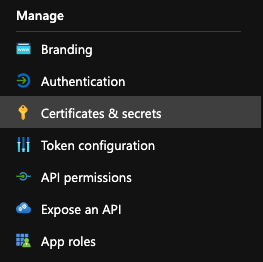 Manage
Branding
Authentication
Certificates & secrets
Token configuration
API permissions
Expose an API
App roles